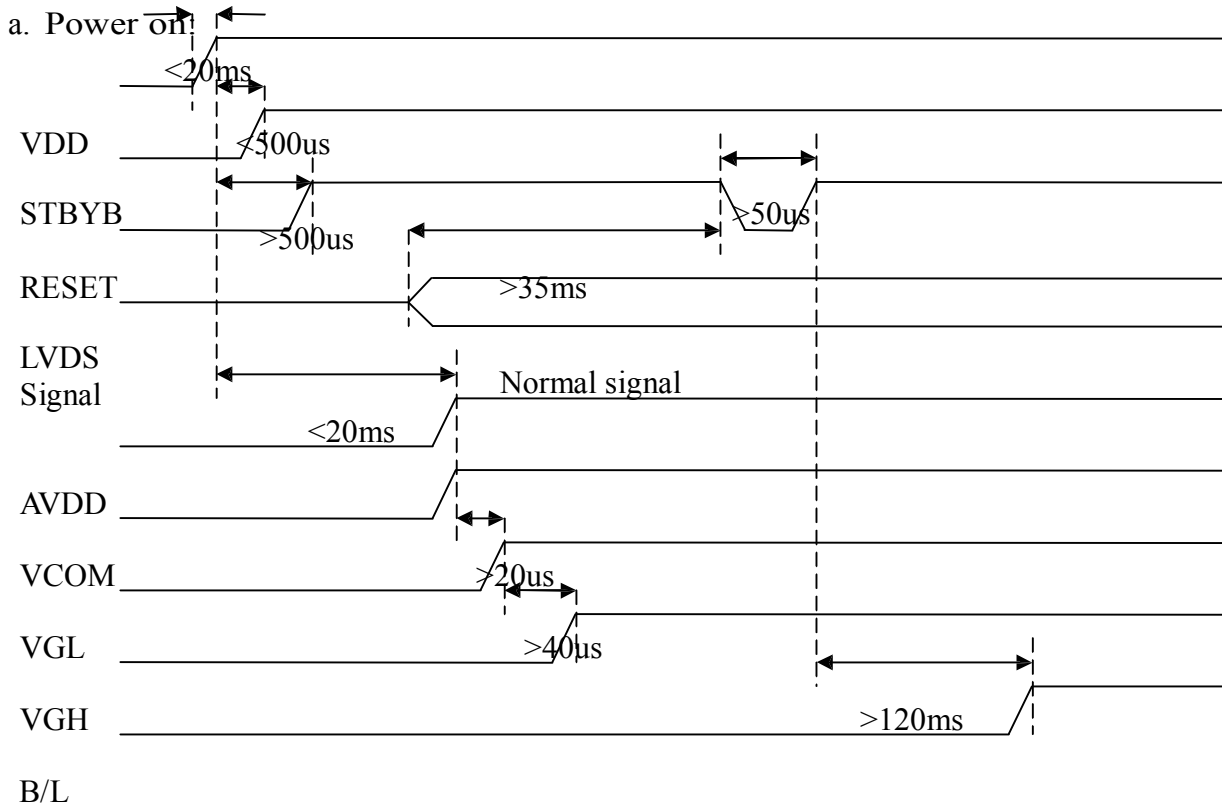 a. Power on:
<20ms
VDD
<500us
STBYB
>500us
>50us
RESET
>35ms
LVDS
Signal
Normal signal
<20ms
AVDD
VCOM
>20us
VGL
>40us
VGH
>120ms
B/L